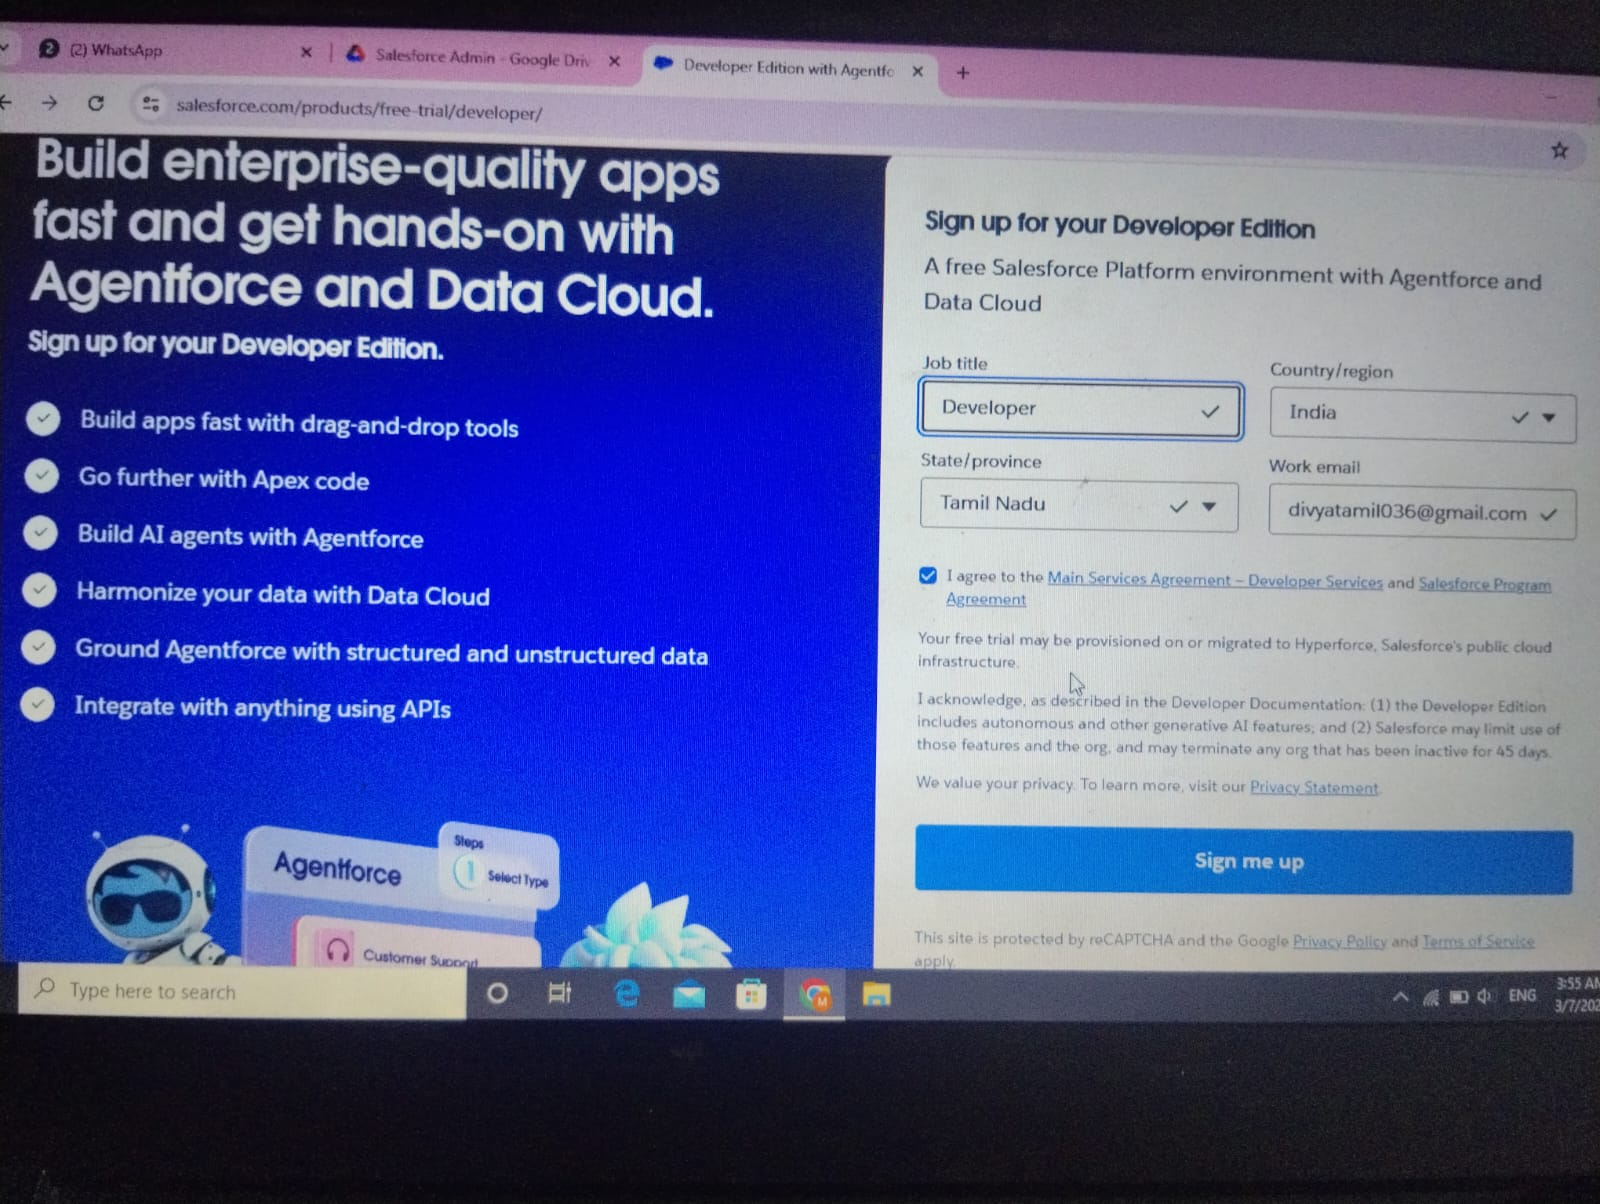 (2) WhatsApp
Salesforce Admin - Google Driv
Developer Edition with Agentfc
salesforce.com/products/free-trial/developer/
Build enterprise-quality apps
fast and get hands-on with
Agentforce and Data Cloud.
Sign up for your Developer Edition.
Build apps fast with drag-and-drop tools
Go further with Apex code
Build AI agents with Agentforce
Harmonize your data with Data Cloud
Ground Agentforce with structured and unstructured data
Integrate with anything using APIs
Agentforce
Steps
1 Select Type
Customer Support
Sign up for your Developer Edition
A free Salesforce Platform environment with Agentforce and
Data Cloud
Job title
Developer
Country/region
India
State/province
Tamil Nadu
Work email
divyatamil036@gmail.com
I agree to the Main Services Agreement – Developer Services and Salesforce Program
Agreement
Your free trial may be provisioned on or migrated to Hyperforce, Salesforce's public cloud
infrastructure.
I acknowledge, as described in the Developer Documentation: (1) the Developer Edition
includes autonomous and other generative AI features; and (2) Salesforce may limit use of
those features and the org, and may terminate any org that has been inactive for 45 days.
We value your privacy. To learn more, visit our Privacy Statement.
Sign me up
This site is protected by reCAPTCHA and the Google Privacy Policy and Terms of Service
apply.
Type here to search
M
ENG
3:55 AM
3/7/202